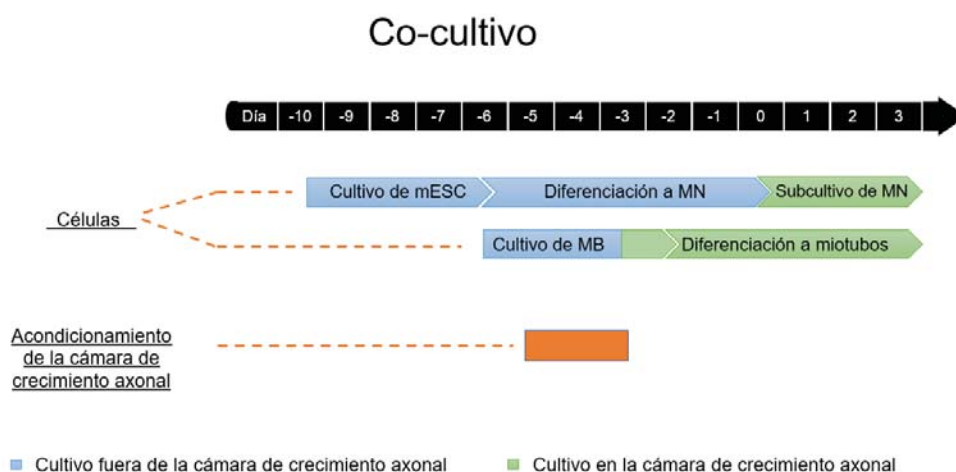 Co-cultivo
Día -10 -9 -8 -7 -6 -5 -4 -3 -2 -1 0 1 2 3
Cultivo de mESC Diferenciación a MN Subcultivo de MN
Células
Cultivo de MB Diferenciación a miotubos
Acondicionamiento
de la cámara de
crecimiento axonal
Cultivo fuera de la cámara de crecimiento axonal Cultivo en la cámara de crecimiento axonal